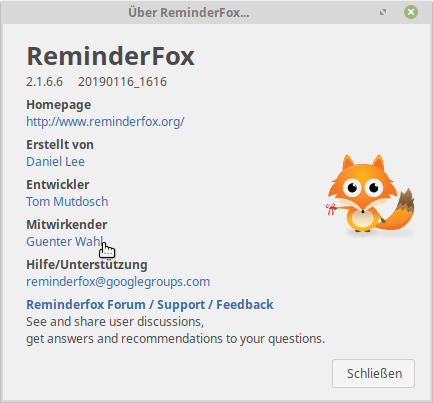 Über ReminderFox...
ReminderFox
2.1.6.6 20190116_1616
Homepage
http://www.reminderfox.org/
Erstellt von
Daniel Lee
Entwickler
Tom Mutdosch
Mitwirkender
Guenter Wahl
Hilfe/Unterstützung
reminderfox@googlegroups.com
Reminderfox Forum / Support / Feedback
See and share user discussions,
get answers and recommendations to your questions.
Schließen